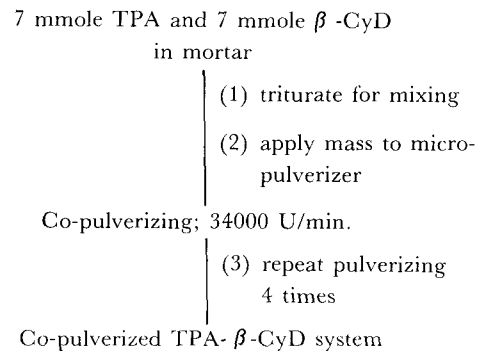 7 mmole TPA and 7 mmole β -CyD
in mortar
(1) triturate for mixing
(2) apply mass to micro-
pulverizer
Co-pulverizing; 34000 U/min.
(3) repeat pulverizing
4 times
Co-pulverized TPA- β -CyD system